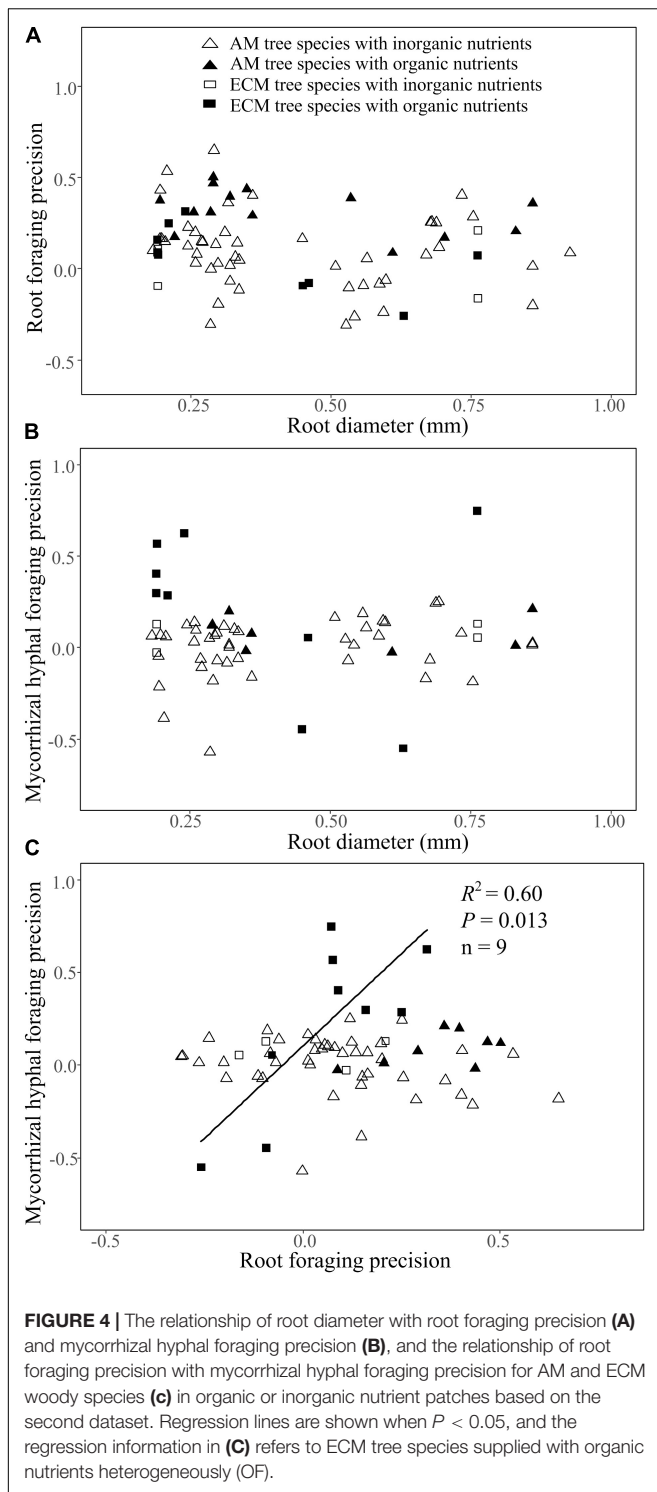 A
AM tree species with inorganic nutrients
AM tree species with organic nutrients
ECM tree species with inorganic nutrients
ECM tree species with organic nutrients
1.0
0.5
0.0
-0.5
Root foraging precision
0.25 0.50 0.75 1.00
Root diameter (mm)
B
1.0
0.5
0.0
-0.5
Mycorrhizal hyphal foraging precision
0.25 0.50 0.75 1.00
Root diameter (mm)
C
1.0
0.5
0.0
-0.5
Mycorrhizal hyphal foraging precision
R² = 0.60
P = 0.013
n = 9
-0.5 0.0 0.5
Root foraging precision
FIGURE 4 | The relationship of root diameter with root foraging precision (A)
and mycorrhizal hyphal foraging precision (B), and the relationship of root
foraging precision with mycorrhizal hyphal foraging precision for AM and ECM
woody species (c) in organic or inorganic nutrient patches based on the
second dataset. Regression lines are shown when P < 0.05, and the
regression information in (C) refers to ECM tree species supplied with organic
nutrients heterogeneously (OF).